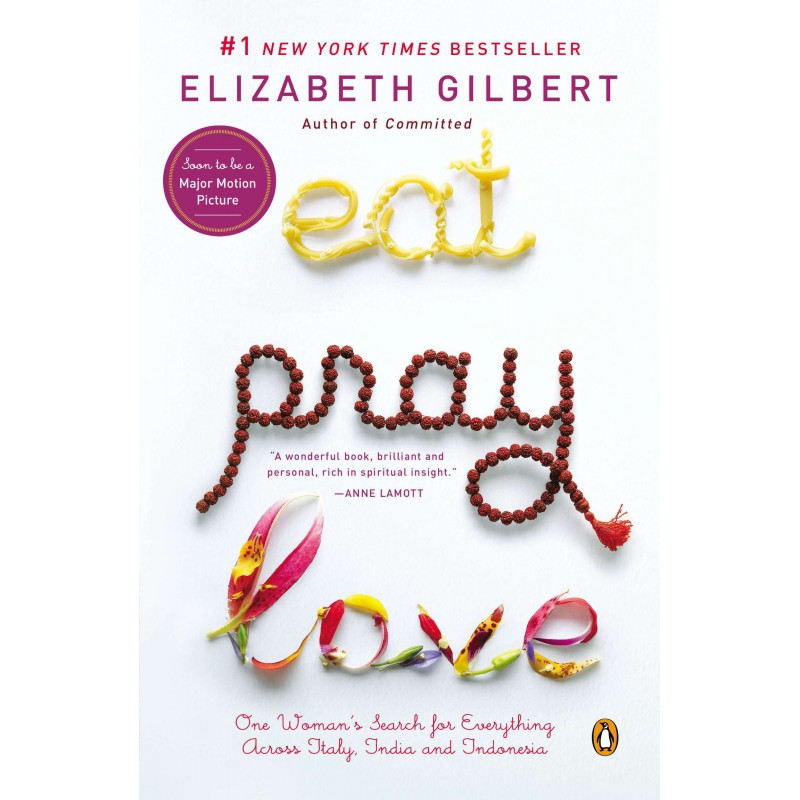 #1 NEW YORK TIMES BESTSELLER
ELIZABETH GILBERT
Author of Committed
Soon to be a
Major Motion
Picture
eat
pray
"A wonderful book, brilliant and
personal, rich in spiritual insight."
—ANNE LAMOTT
love
One Woman's Search for Everything
Across Italy, India and Indonesia